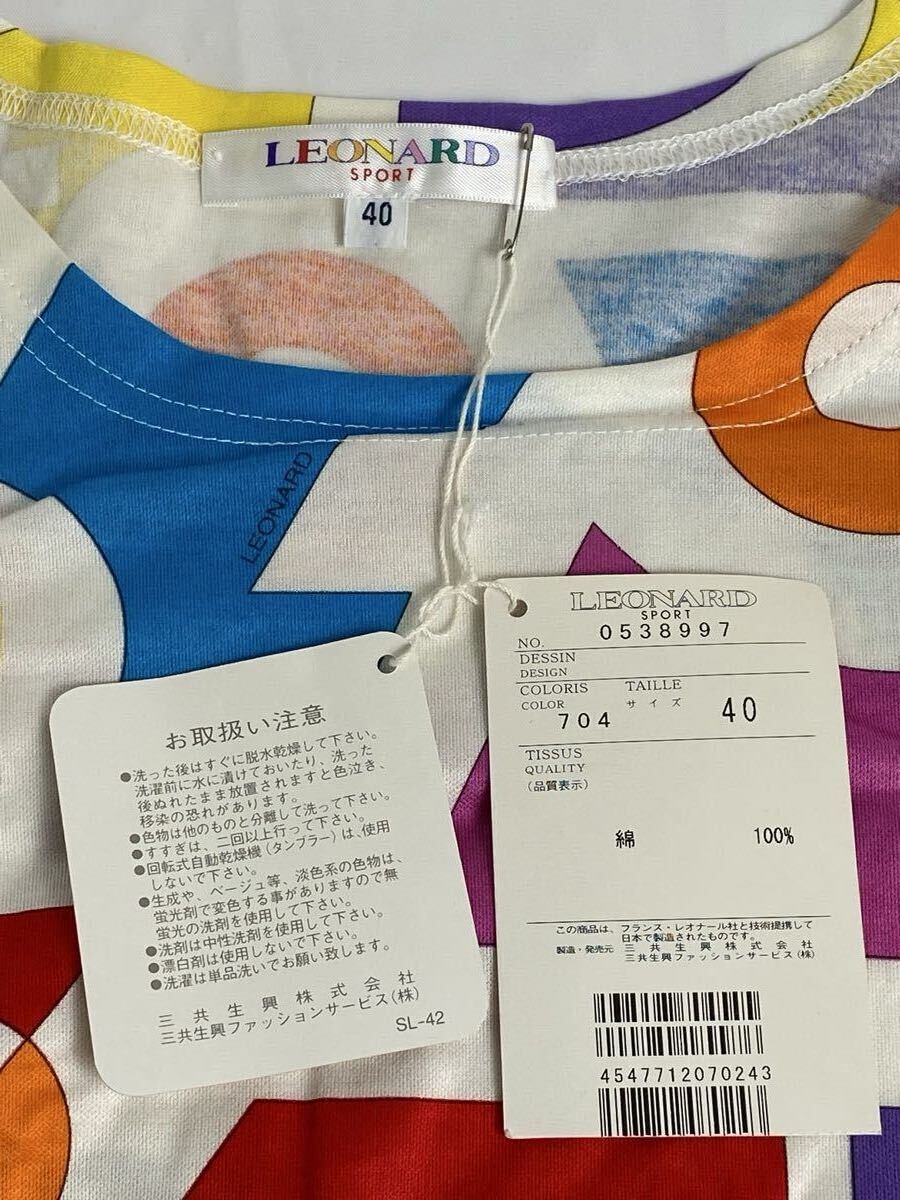 LEONARD
SPORT
40
LEONARD
お取扱い注意
●洗った後はすぐに脱水乾燥して下さい。
洗濯前に水に漬けておいたり、洗った
後ぬれたまま放置されますと色泣き、
移染の恐れがあります。
●色物は他のものと分離して洗って下さい。
●すすぎは、二回以上行って下さい。
●回転式自動乾燥機(タンブラー)は、使用
しないで下さい。
●生成や、ベージュ等、淡色系の色物は、
蛍光剤で変色する事がありますので無
蛍光の洗剤を使用して下さい。
●洗剤は中性洗剤を使用して下さい。
●漂白剤は使用しないで下さい。
●洗濯は単品洗いでお願い致します。
三共生興株式会社
三共生興ファッションサービス(株)
SL-42
LEONARD
SPORT
NO. 0538997
DESSIN
DESIGN
COLORIS TAILLE
COLOR サイズ
704 40
TISSUS
QUALITY
(品質表示)
綿 100%
この商品は、フランス・レオナール社と技術提携して
日本で製造されたものです。
製造・発売元 三共生興株式会社
三共生興ファッションサービス(株)
4547712070243